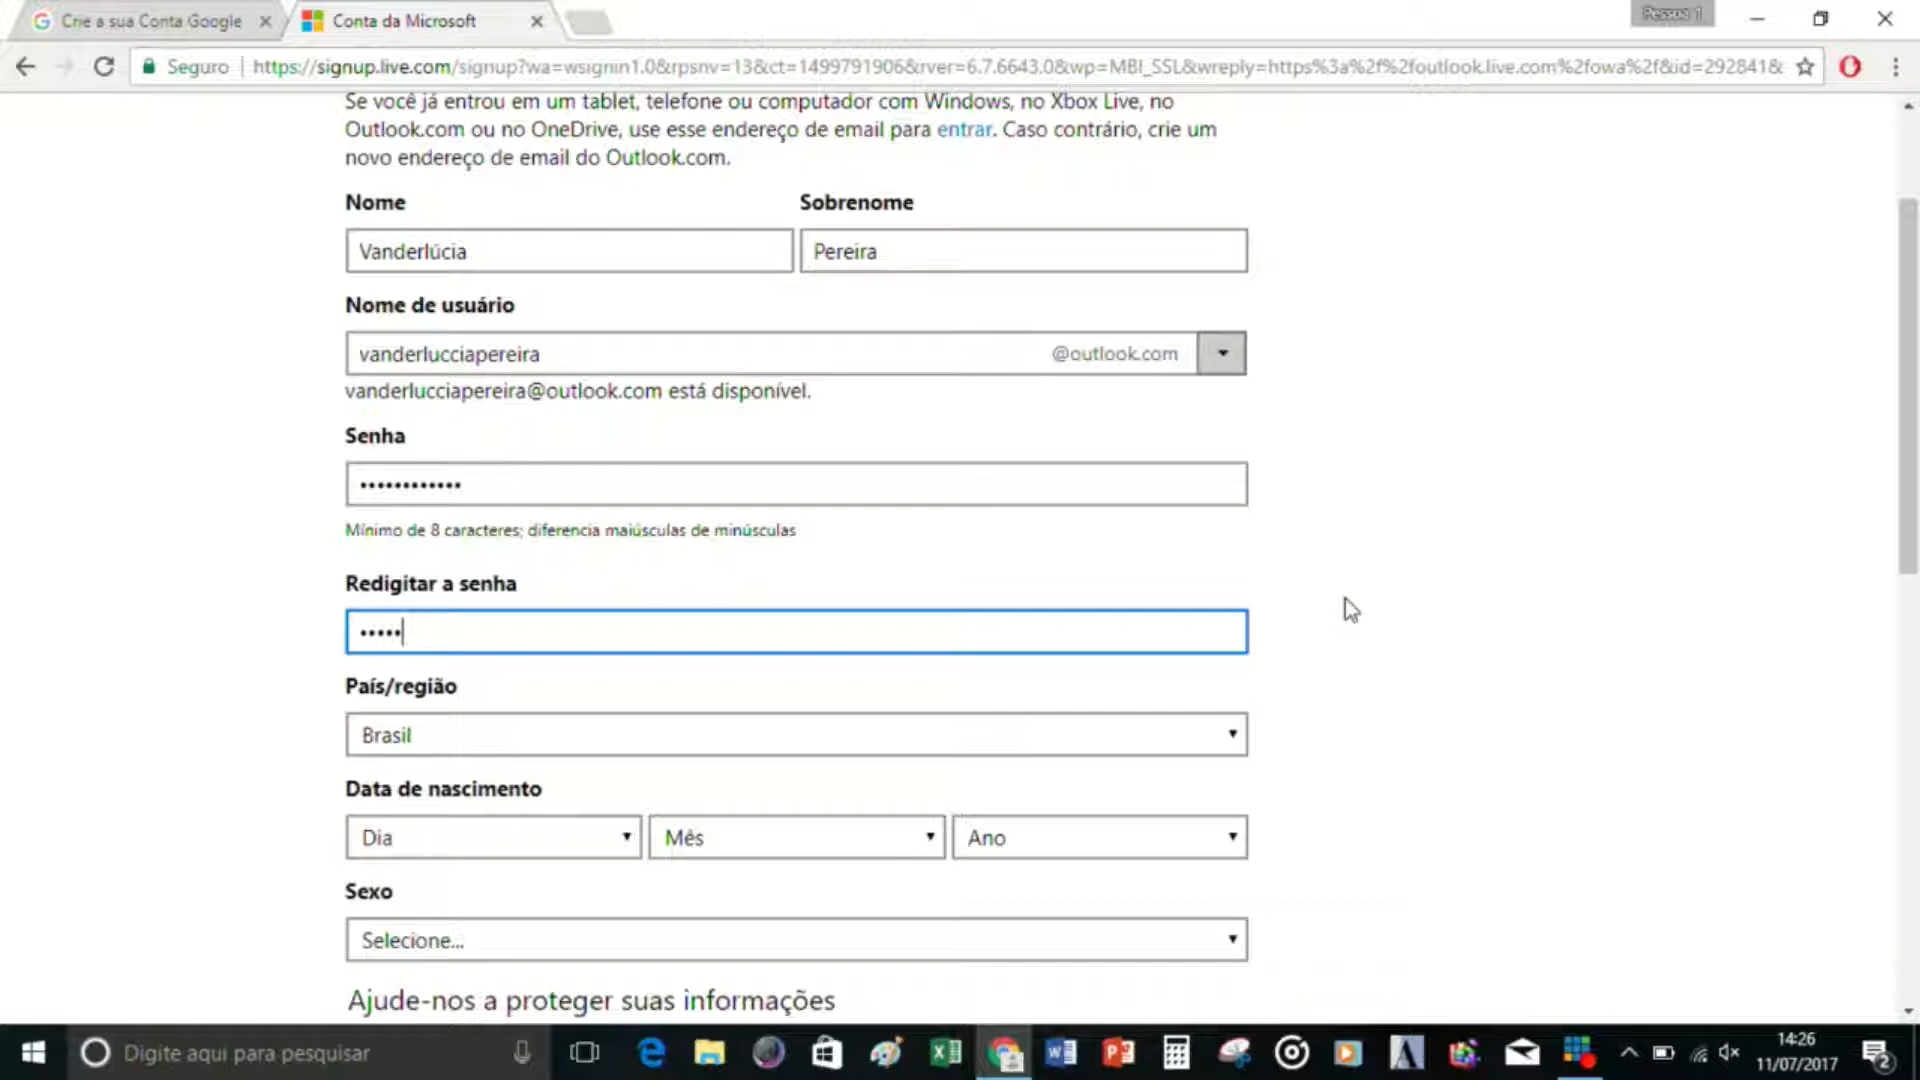 Crie a sua Conta Google
Conta da Microsoft
Pessoa 1
Seguro
https://signup.live.com/signup?wa=wsignin1.0&rpsnv=13&ct=1499791906&rver=6.7.6643.0&wp=MBI_SSL&wreply=https%3a%2f%2foutlook.live.com%2fowa%2f&id=292841&
Se você já entrou em um tablet, telefone ou computador com Windows, no Xbox Live, no
Outlook.com ou no OneDrive, use esse endereço de email para entrar. Caso contrário, crie um
novo endereço de email do Outlook.com.
Nome Sobrenome
Vanderlúcia Pereira
Nome de usuário
vanderlucciapereira @outlook.com
vanderlucciapereira@outlook.com está disponível.
Senha
••••••••••••
Mínimo de 8 caracteres; diferencia maiúsculas de minúsculas
Redigitar a senha
•••••
País/região
Brasil
Data de nascimento
Dia Mês Ano
Sexo
Selecione...
Ajude-nos a proteger suas informações
Digite aqui para pesquisar
14:26
11/07/2017
2